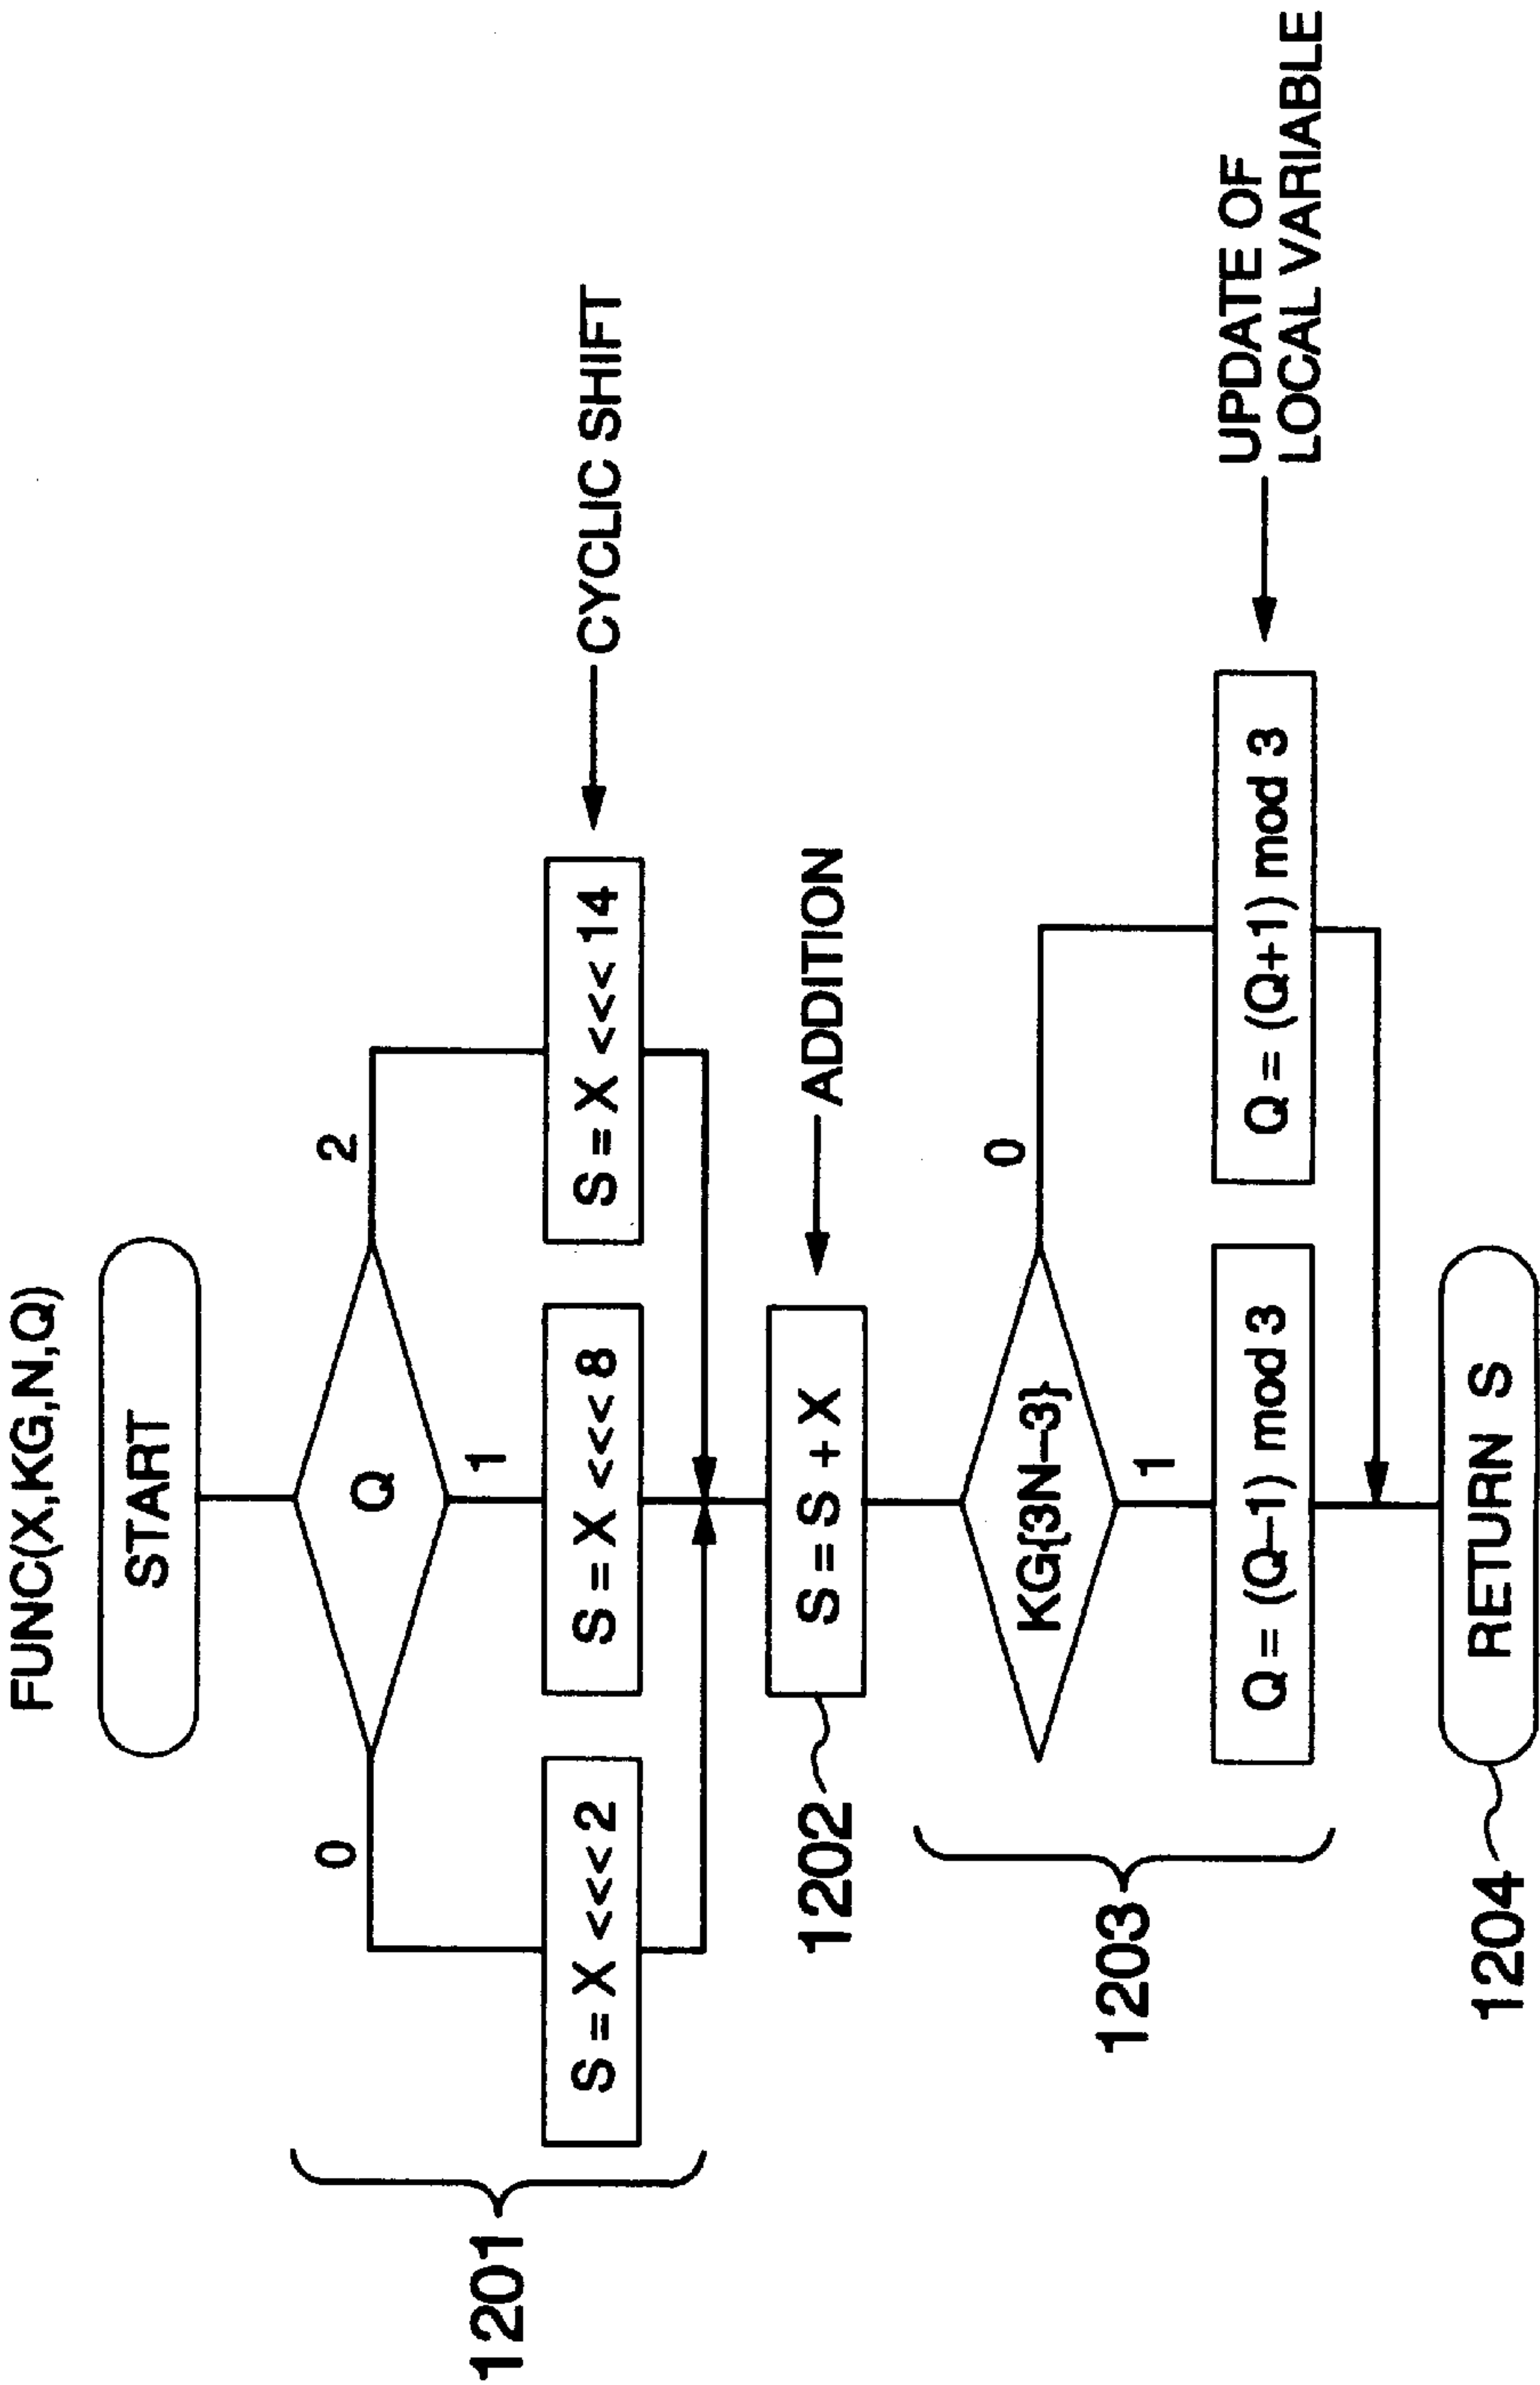 FUNC(X,KG,N,Q)
START
Q
0
1
2
S = X <<< 2
S = X <<< 8
S = X <<< 14
CYCLIC SHIFT
1201
S = S + X
ADDITION
1202
KG{3N–3}
1
0
Q = (Q–1) mod 3
Q = (Q+1) mod 3
UPDATE OF
LOCAL VARIABLE
1203
RETURN S
1204